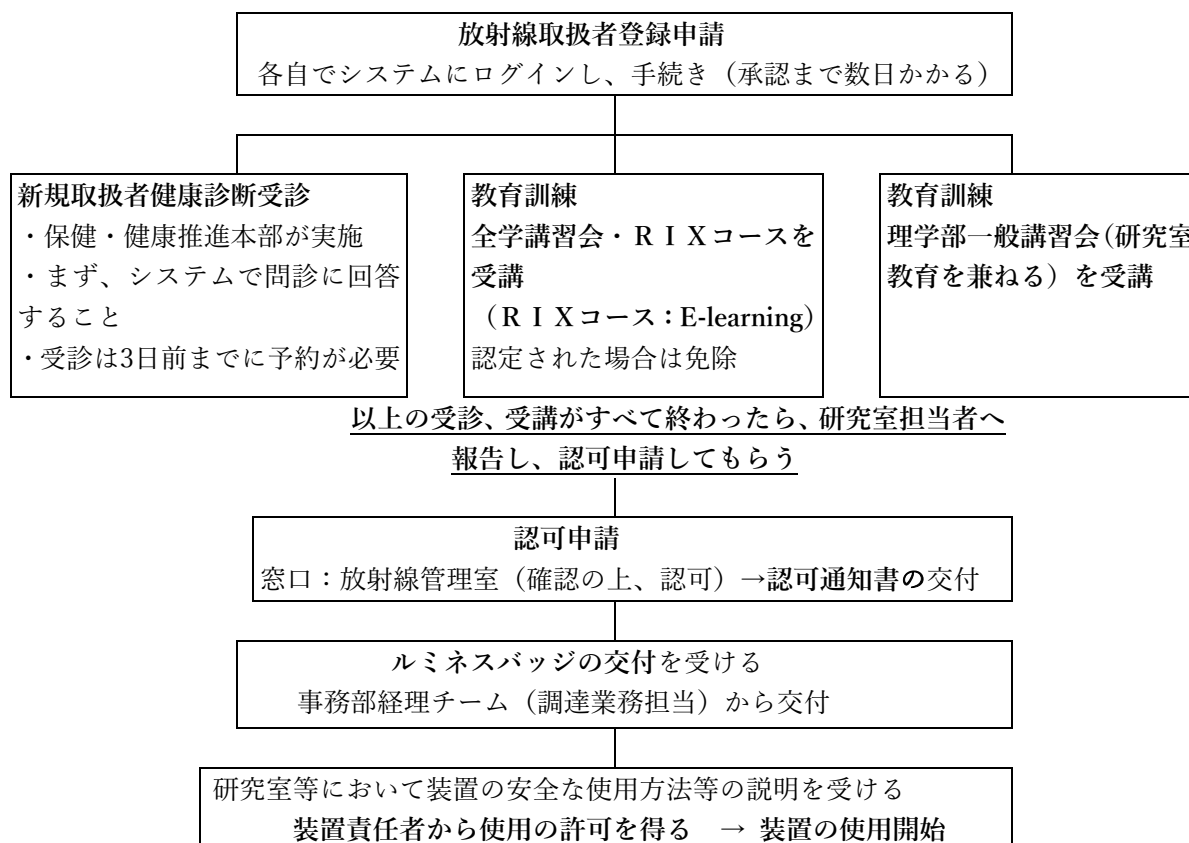 放射線取扱者登録申請
各自でシステムにログインし、手続き（承認まで数日かかる）
新規取扱者健康診断受診
・保健・健康推進本部が実施
・まず、システムで問診に回答
すること
・受診は3日前までに予約が必要
教育訓練
全学講習会・ＲＩＸコースを
受講
（ＲＩＸコース：E-learning）
認定された場合は免除
教育訓練
理学部一般講習会（研究室
教育を兼ねる）を受講
以上の受診、受講がすべて終わったら、研究室担当者へ
報告し、認可申請してもらう
認可申請
窓口：放射線管理室（確認の上、認可）→認可通知書の交付
ルミネスバッジの交付を受ける
事務部経理チーム（調達業務担当）から交付
研究室等において装置の安全な使用方法等の説明を受ける
装置責任者から使用の許可を得る　→ 装置の使用開始